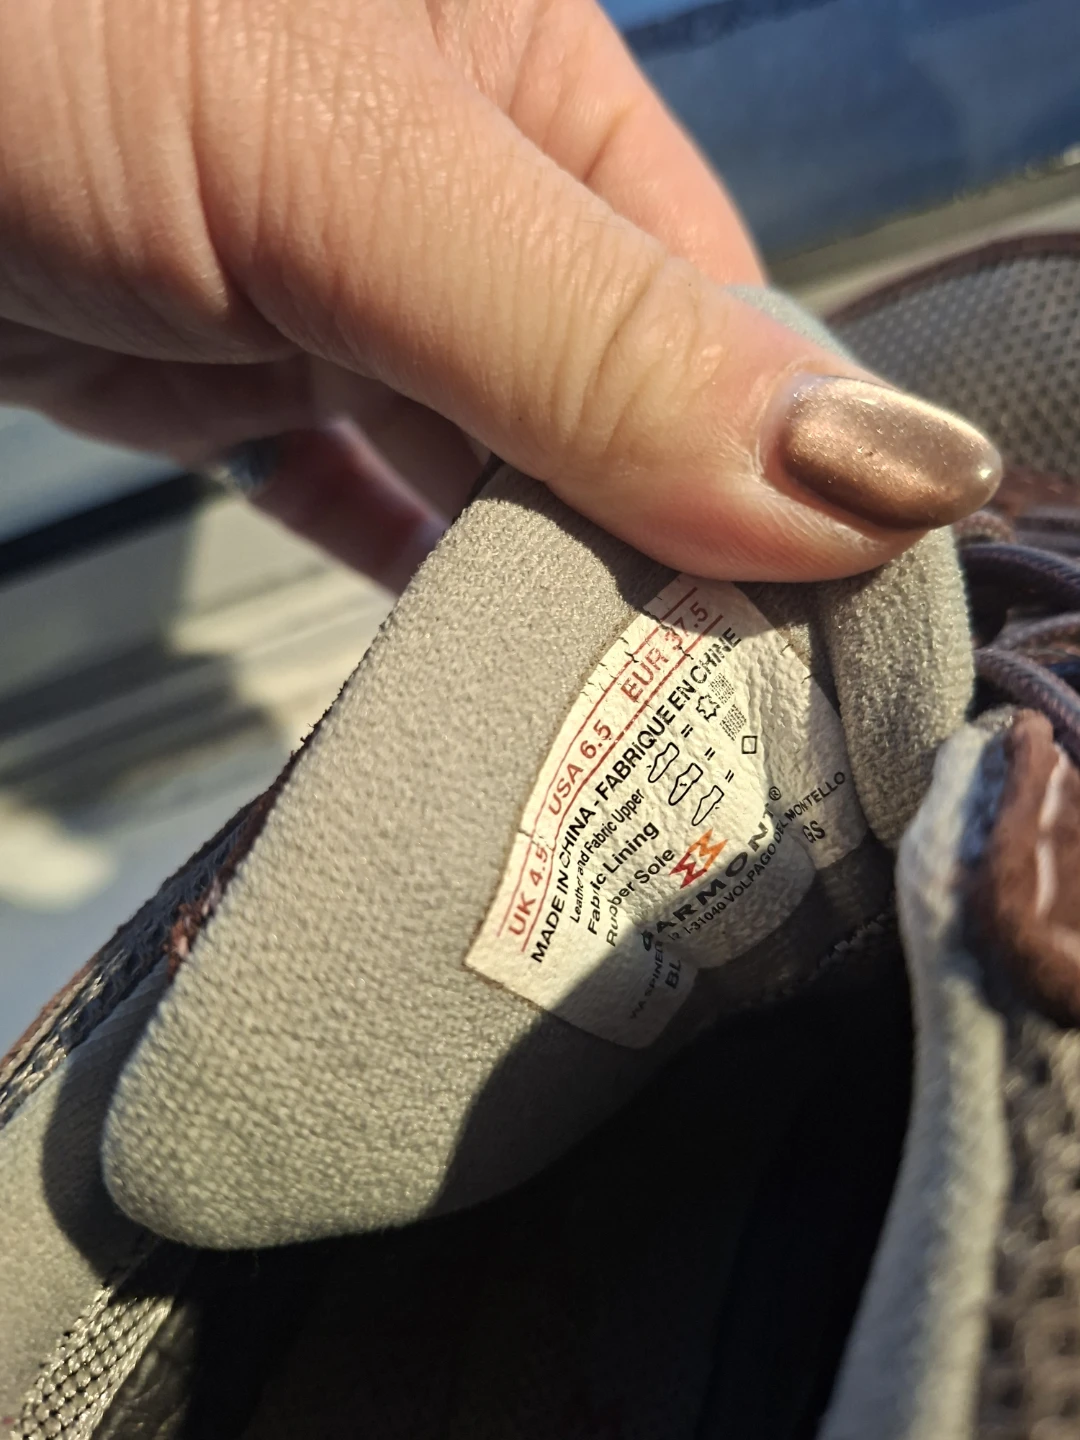 UK 4.5 USA 6.5 EUR 37.5
MADE IN CHINA - FABRIQUE EN CHINE
Leather and Fabric Upper =
Fabric Lining =
Rubber Sole =
GARMONT®
I-31040 VOLPAGO DEL MONTELLO
GS